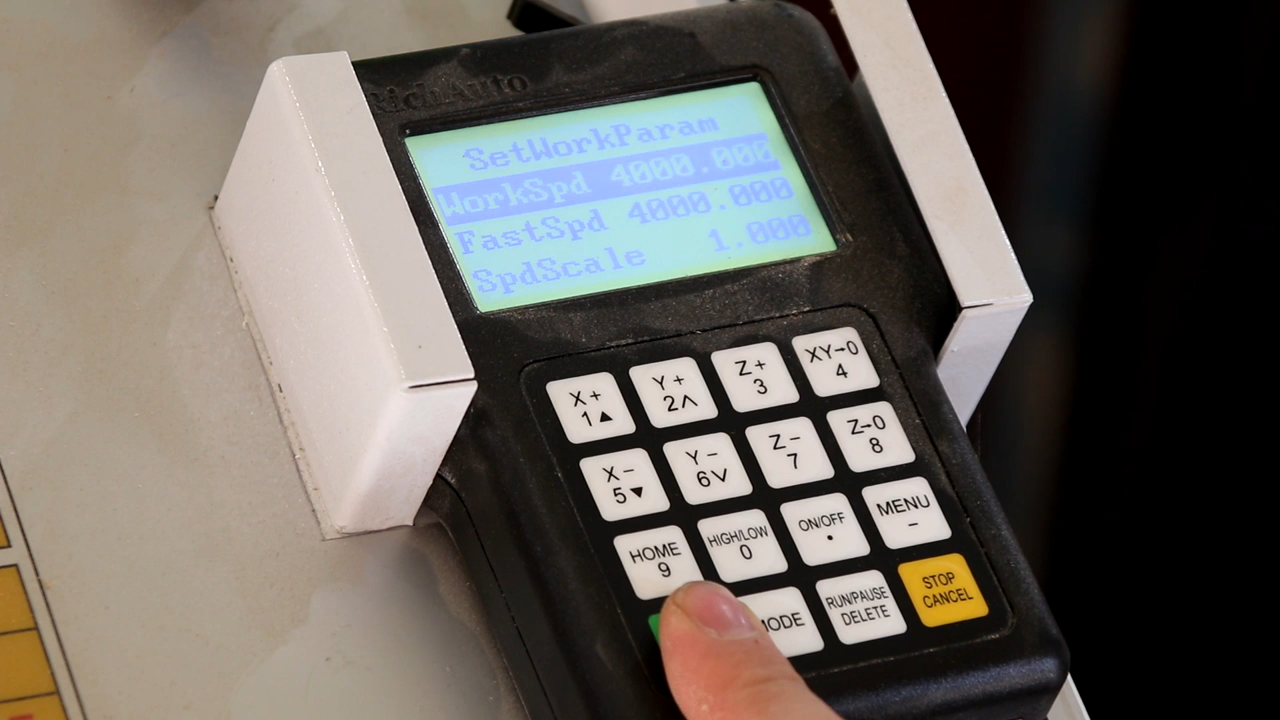 RichAuto
SetWorkParam
WorkSpd 4000.000
FastSpd 4000.000
SpdScale 1.000
X+
1▲
Y+
2∧
Z+
3
XY→0
4
X−
5▼
Y−
6∨
Z−
7
Z→0
8
HOME
9
HIGH/LOW
0
ON/OFF
•
MENU
−
RUN/PAUSE
DELETE
STOP
CANCEL